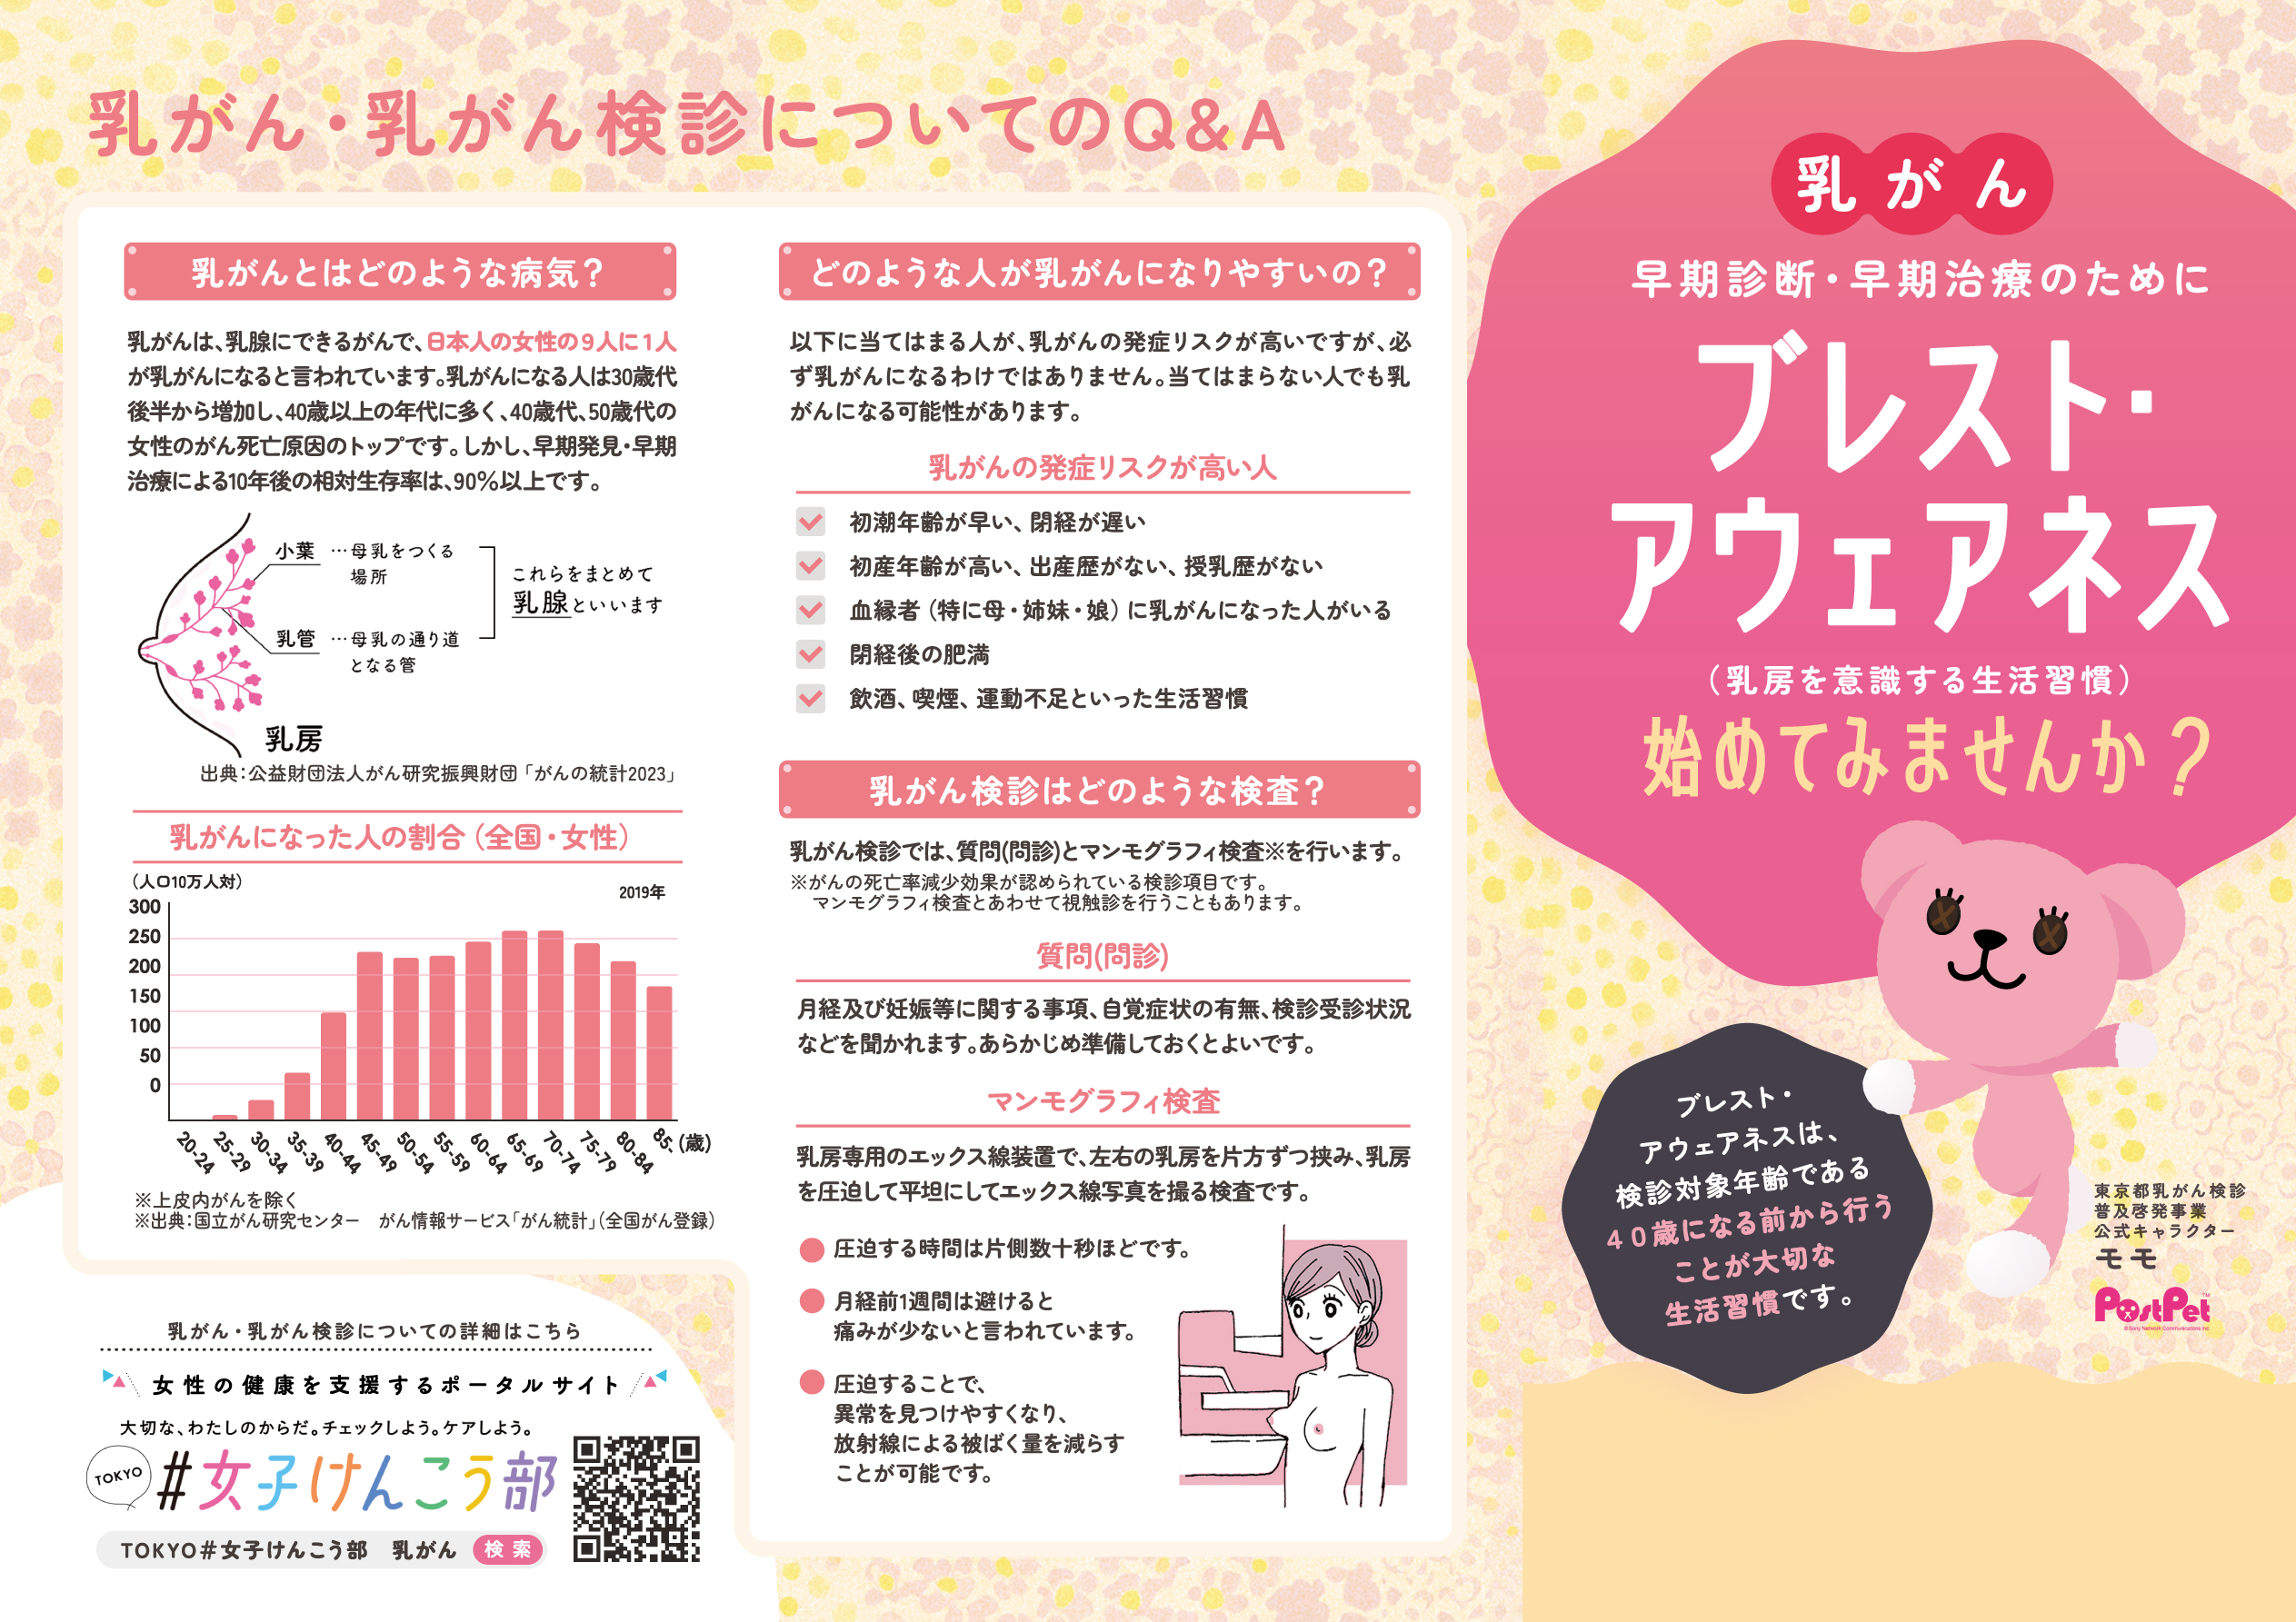 乳がん・乳がん検診についてのQ&A
乳がんとはどのような病気？
乳がんは、乳腺にできるがんで、日本人の女性の9人に1人
が乳がんになると言われています。乳がんになる人は30歳代
後半から増加し、40歳以上の年代に多く、40歳代、50歳代の
女性のがん死亡原因のトップです。しかし、早期発見・早期
治療による10年後の相対生存率は、90%以上です。
小葉 …母乳をつくる
場所
乳管 …母乳の通り道
となる管
これらをまとめて
乳腺といいます
乳房
出典：公益財団法人がん研究振興財団「がんの統計2023」
乳がんになった人の割合（全国・女性）
（人口10万人対）
2019年
300
250
200
150
100
50
0
20-24 25-29 30-34 35-39 40-44 45-49 50-54 55-59 60-64 65-69 70-74 75-79 80-84 85- (歳)
※上皮内がんを除く
※出典：国立がん研究センター　がん情報サービス「がん統計」（全国がん登録）
乳がん・乳がん検診についての詳細はこちら
女性の健康を支援するポータルサイト
大切な、わたしのからだ。チェックしよう。ケアしよう。
TOKYO
#女子けんこう部
TOKYO#女子けんこう部　乳がん 検索
どのような人が乳がんになりやすいの？
以下に当てはまる人が、乳がんの発症リスクが高いですが、必
ず乳がんになるわけではありません。当てはまらない人でも乳
がんになる可能性があります。
乳がんの発症リスクが高い人
初潮年齢が早い、閉経が遅い
初産年齢が高い、出産歴がない、授乳歴がない
血縁者（特に母・姉妹・娘）に乳がんになった人がいる
閉経後の肥満
飲酒、喫煙、運動不足といった生活習慣
乳がん検診はどのような検査？
乳がん検診では、質問(問診)とマンモグラフィ検査※を行います。
※がんの死亡率減少効果が認められている検診項目です。
マンモグラフィ検査とあわせて視触診を行うこともあります。
質問(問診)
月経及び妊娠等に関する事項、自覚症状の有無、検診受診状況
などを聞かれます。あらかじめ準備しておくとよいです。
マンモグラフィ検査
乳房専用のエックス線装置で、左右の乳房を片方ずつ挟み、乳房
を圧迫して平坦にしてエックス線写真を撮る検査です。
圧迫する時間は片側数十秒ほどです。
月経前1週間は避けると
痛みが少ないと言われています。
圧迫することで、
異常を見つけやすくなり、
放射線による被ばく量を減らす
ことが可能です。
乳がん
早期診断・早期治療のために
ブレスト・
アウェアネス
（乳房を意識する生活習慣）
始めてみませんか？
ブレスト・
アウェアネスは、
検診対象年齢である
40歳になる前から行う
ことが大切な
生活習慣です。
東京都乳がん検診
普及啓発事業
公式キャラクター
モモ
PostPet™
©Sony Network Communications Inc.